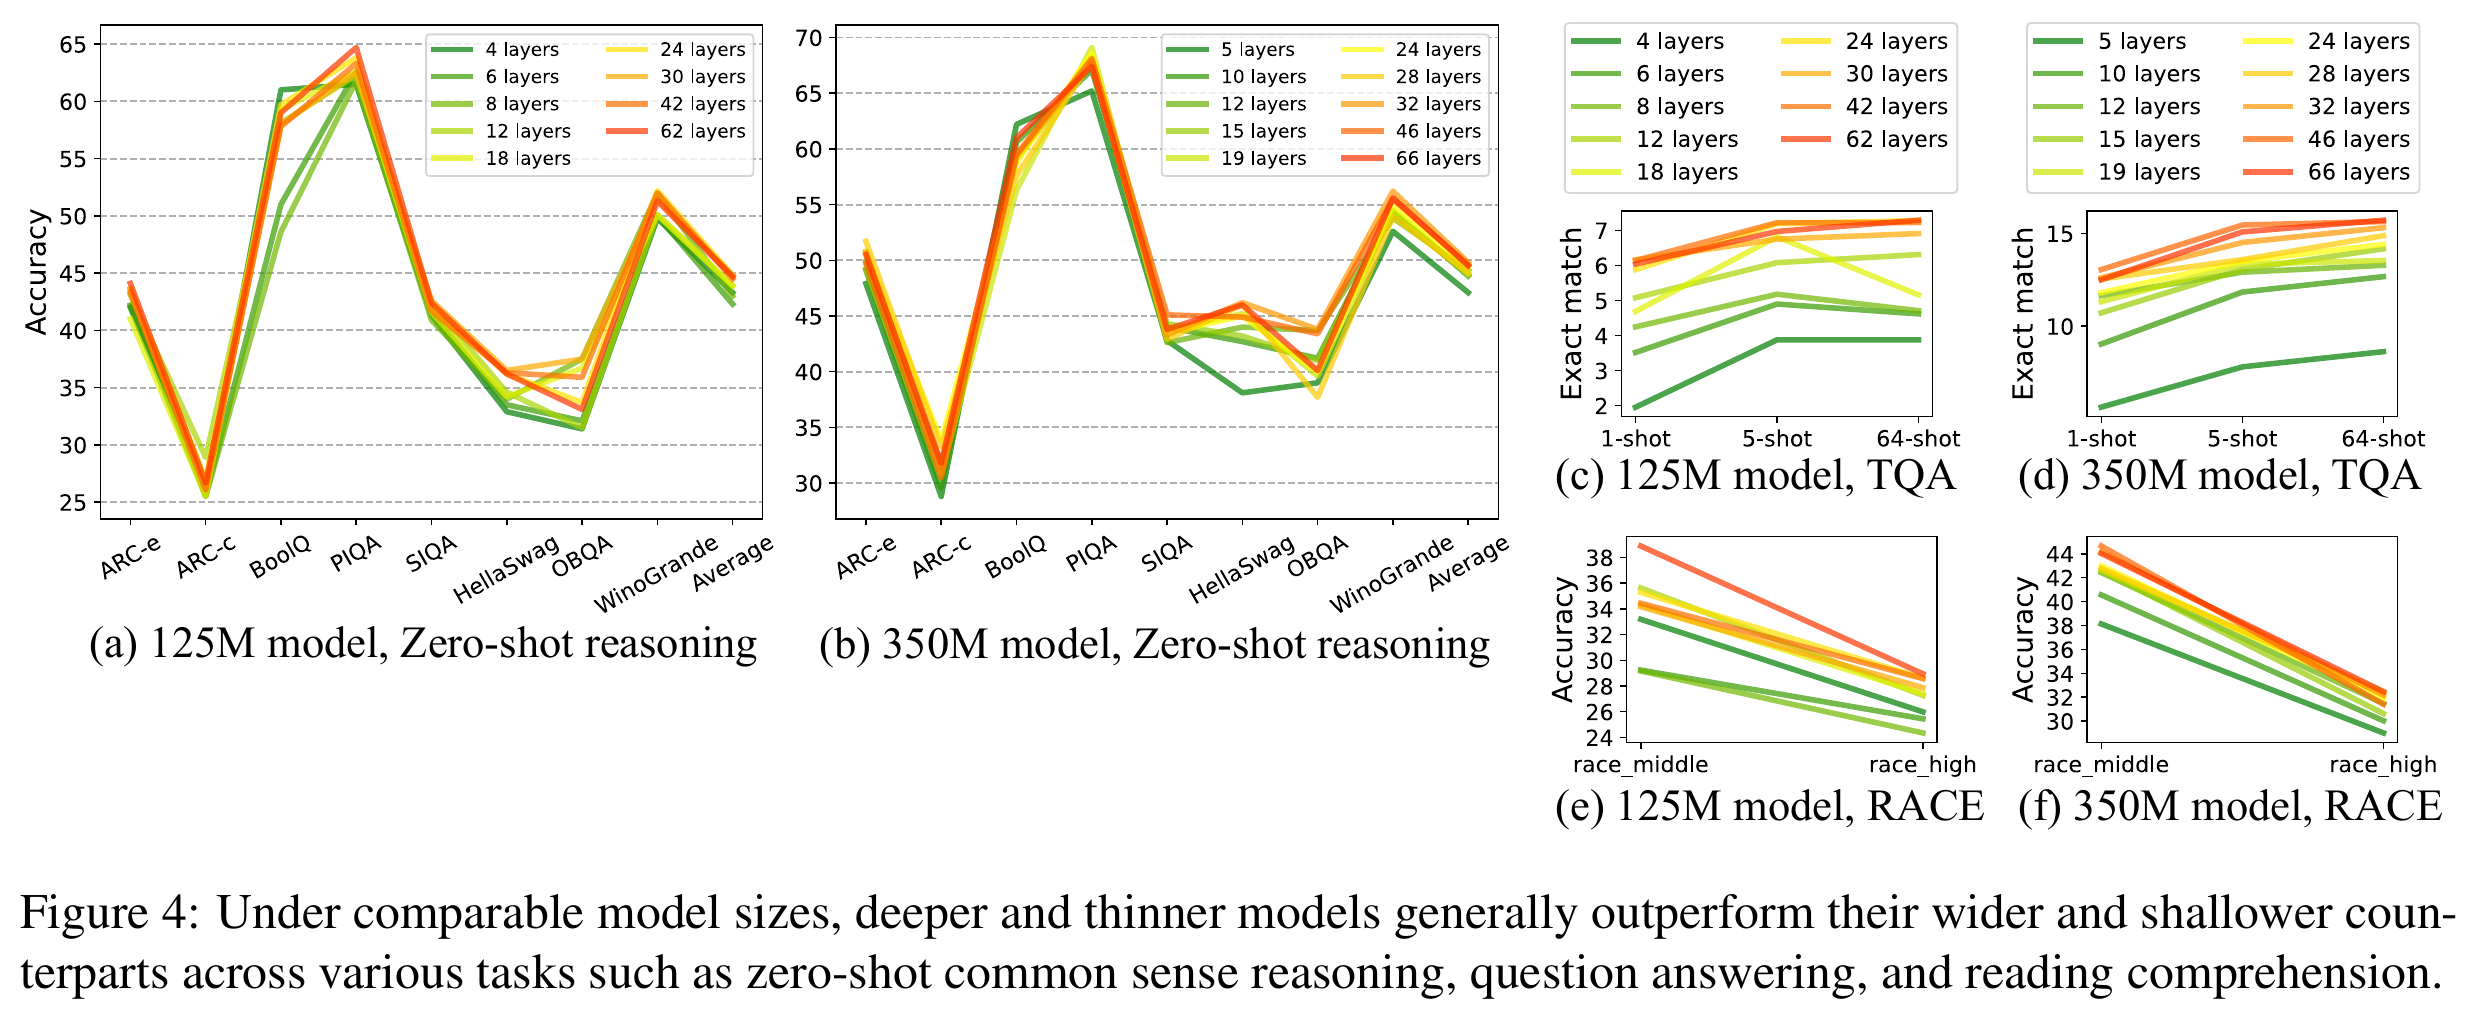 65
60
55
50
45
40
35
30
25
Accuracy
4 layers
6 layers
8 layers
12 layers
18 layers
24 layers
30 layers
42 layers
62 layers
ARC-e
ARC-c
BoolQ
PIQA
SIQA
HellaSwag
OBQA
WinoGrande
Average
(a) 125M model, Zero-shot reasoning
70
65
60
55
50
45
40
35
30
5 layers
10 layers
12 layers
15 layers
19 layers
24 layers
28 layers
32 layers
46 layers
66 layers
ARC-e
ARC-c
BoolQ
PIQA
SIQA
HellaSwag
OBQA
WinoGrande
Average
(b) 350M model, Zero-shot reasoning
4 layers
6 layers
8 layers
12 layers
18 layers
24 layers
30 layers
42 layers
62 layers
7
6
5
4
3
2
Exact match
1-shot
5-shot
64-shot
(c) 125M model, TQA
5 layers
10 layers
12 layers
15 layers
19 layers
24 layers
28 layers
32 layers
46 layers
66 layers
15
10
Exact match
1-shot
5-shot
64-shot
(d) 350M model, TQA
38
36
34
32
30
28
26
24
Accuracy
race_middle
race_high
(e) 125M model, RACE
44
42
40
38
36
34
32
30
Accuracy
race_middle
race_high
(f) 350M model, RACE
Figure 4: Under comparable model sizes, deeper and thinner models generally outperform their wider and shallower coun-
terparts across various tasks such as zero-shot common sense reasoning, question answering, and reading comprehension.